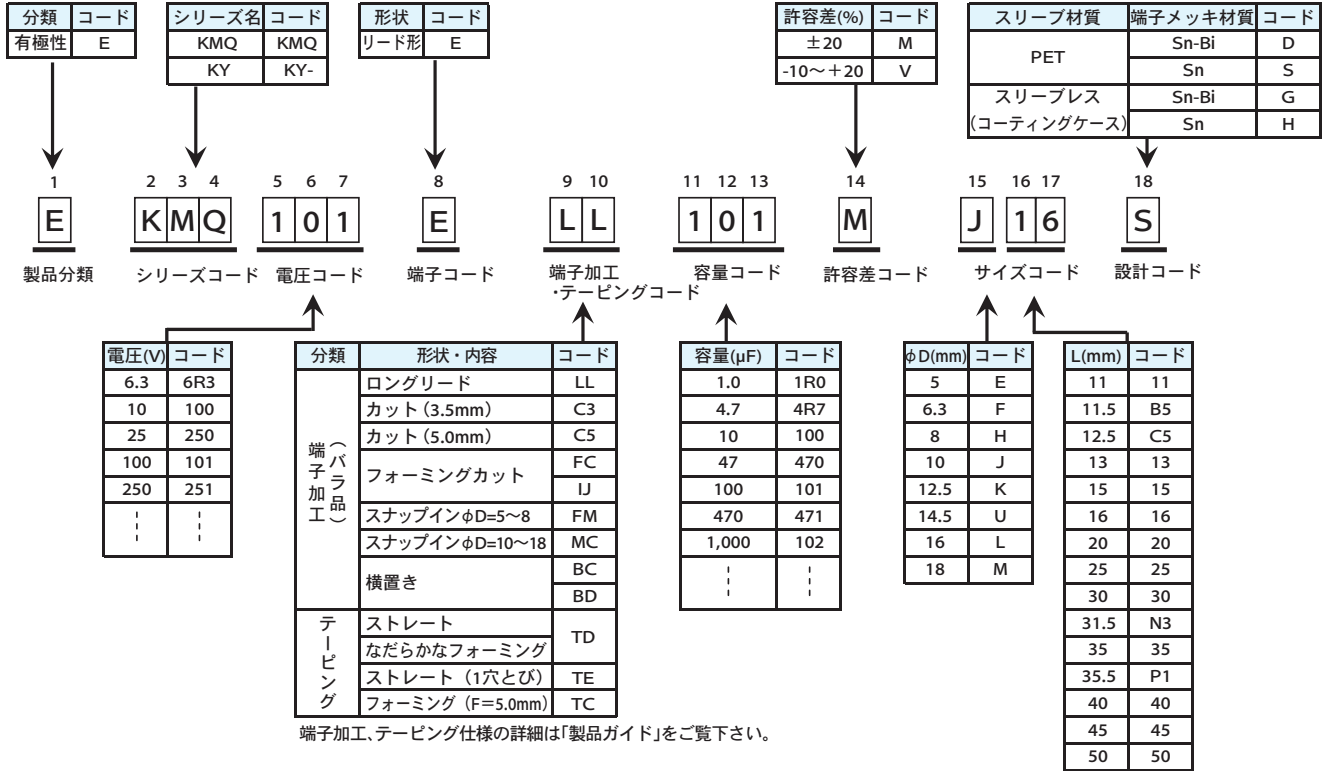 分類 コード
有極性 E
シリーズ名 コード
KMQ KMQ
KY KY-
形状 コード
リード形 E
許容差(%) コード
±20 M
-10～+20 V
スリーブ材質 端子メッキ材質 コード
PET Sn-Bi D
Sn S
スリーブレス Sn-Bi G
(コーティングケース) Sn H
1 2 3 4 5 6 7 8 9 10 11 12 13 14 15 16 17 18
E K M Q 1 0 1 E L L 1 0 1 M J 1 6 S
製品分類 シリーズコード 電圧コード 端子コード 端子加工 容量コード 許容差コード サイズコード 設計コード
・テーピングコード
電圧(V) コード
6.3 6R3
10 100
25 250
100 101
250 251
分類 形状・内容 コード
端子加工(バラ品)
ロングリード LL
カット(3.5mm) C3
カット(5.0mm) C5
フォーミングカット FC
IJ
スナップインφD=5～8 FM
スナップインφD=10～18 MC
横置き BC
BD
テーピング
ストレート TD
なだらかなフォーミング
ストレート(1穴とび) TE
フォーミング(F=5.0mm) TC
端子加工、テーピング仕様の詳細は「製品ガイド」をご覧下さい。
容量(μF) コード
1.0 1R0
4.7 4R7
10 100
47 470
100 101
470 471
1,000 102
φD(mm) コード
5 E
6.3 F
8 H
10 J
12.5 K
14.5 U
16 L
18 M
L(mm) コード
11 11
11.5 B5
12.5 C5
13 13
15 15
16 16
20 20
25 25
30 30
31.5 N3
35 35
35.5 P1
40 40
45 45
50 50